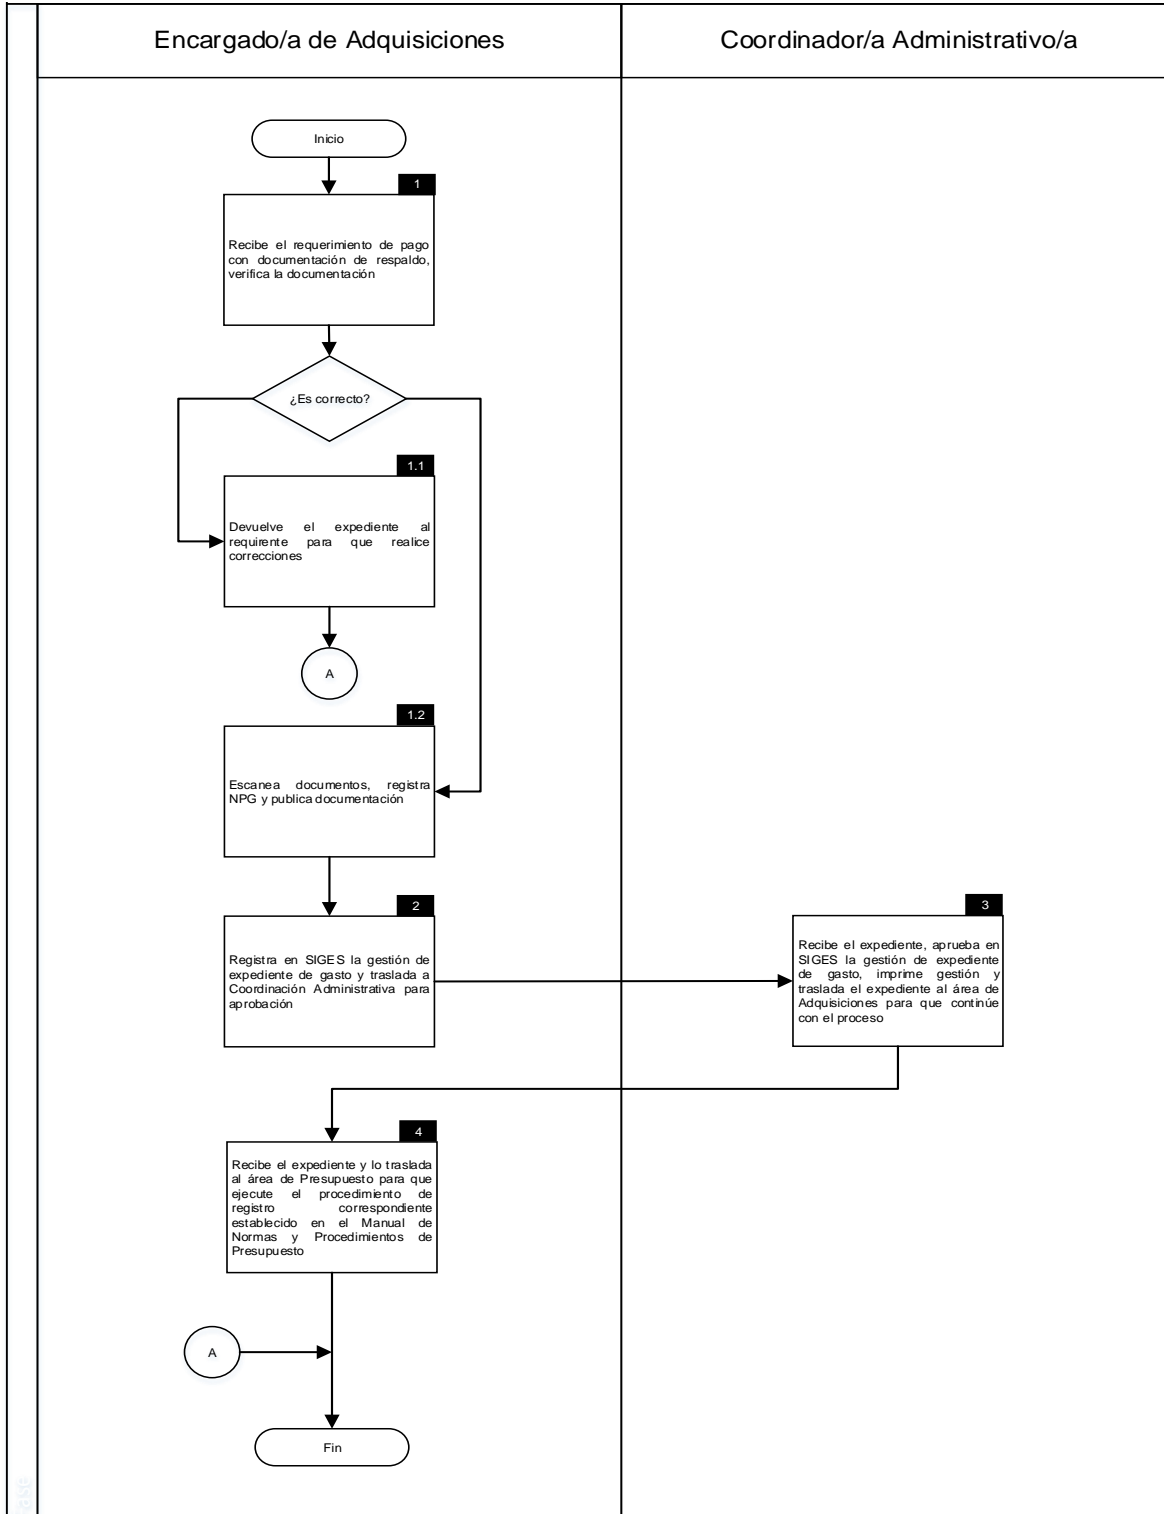 Encargado/a de Adquisiciones
Coordinador/a Administrativo/a
Inicio
1
Recibe el requerimiento de pago
con documentación de respaldo,
verifica la documentación
¿Es correcto?
1.1
Devuelve el expediente al
requirente para que realice
correcciones
A
1.2
Escanea documentos, registra
NPG y publica documentación
2
Registra en SIGES la gestión de
expediente de gasto y traslada a
Coordinación Administrativa para
aprobación
3
Recibe el expediente, aprueba en
SIGES la gestión de expediente
de gasto, imprime gestión y
traslada el expediente al área de
Adquisiciones para que continúe
con el proceso
4
Recibe el expediente y lo traslada
al área de Presupuesto para que
ejecute el procedimiento de
registro correspondiente
establecido en el Manual de
Normas y Procedimientos de
Presupuesto
A
Fin